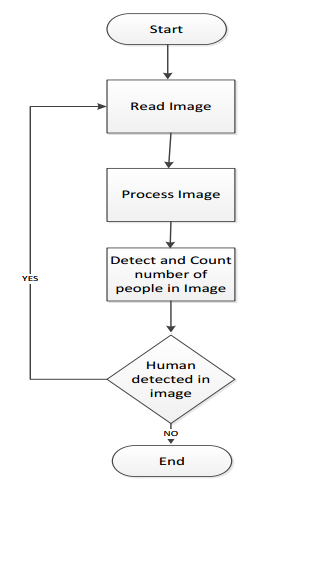 Start
Read Image
Process Image
Detect and Count
number of
people in Image
YES
Human
detected in
image
NO
End